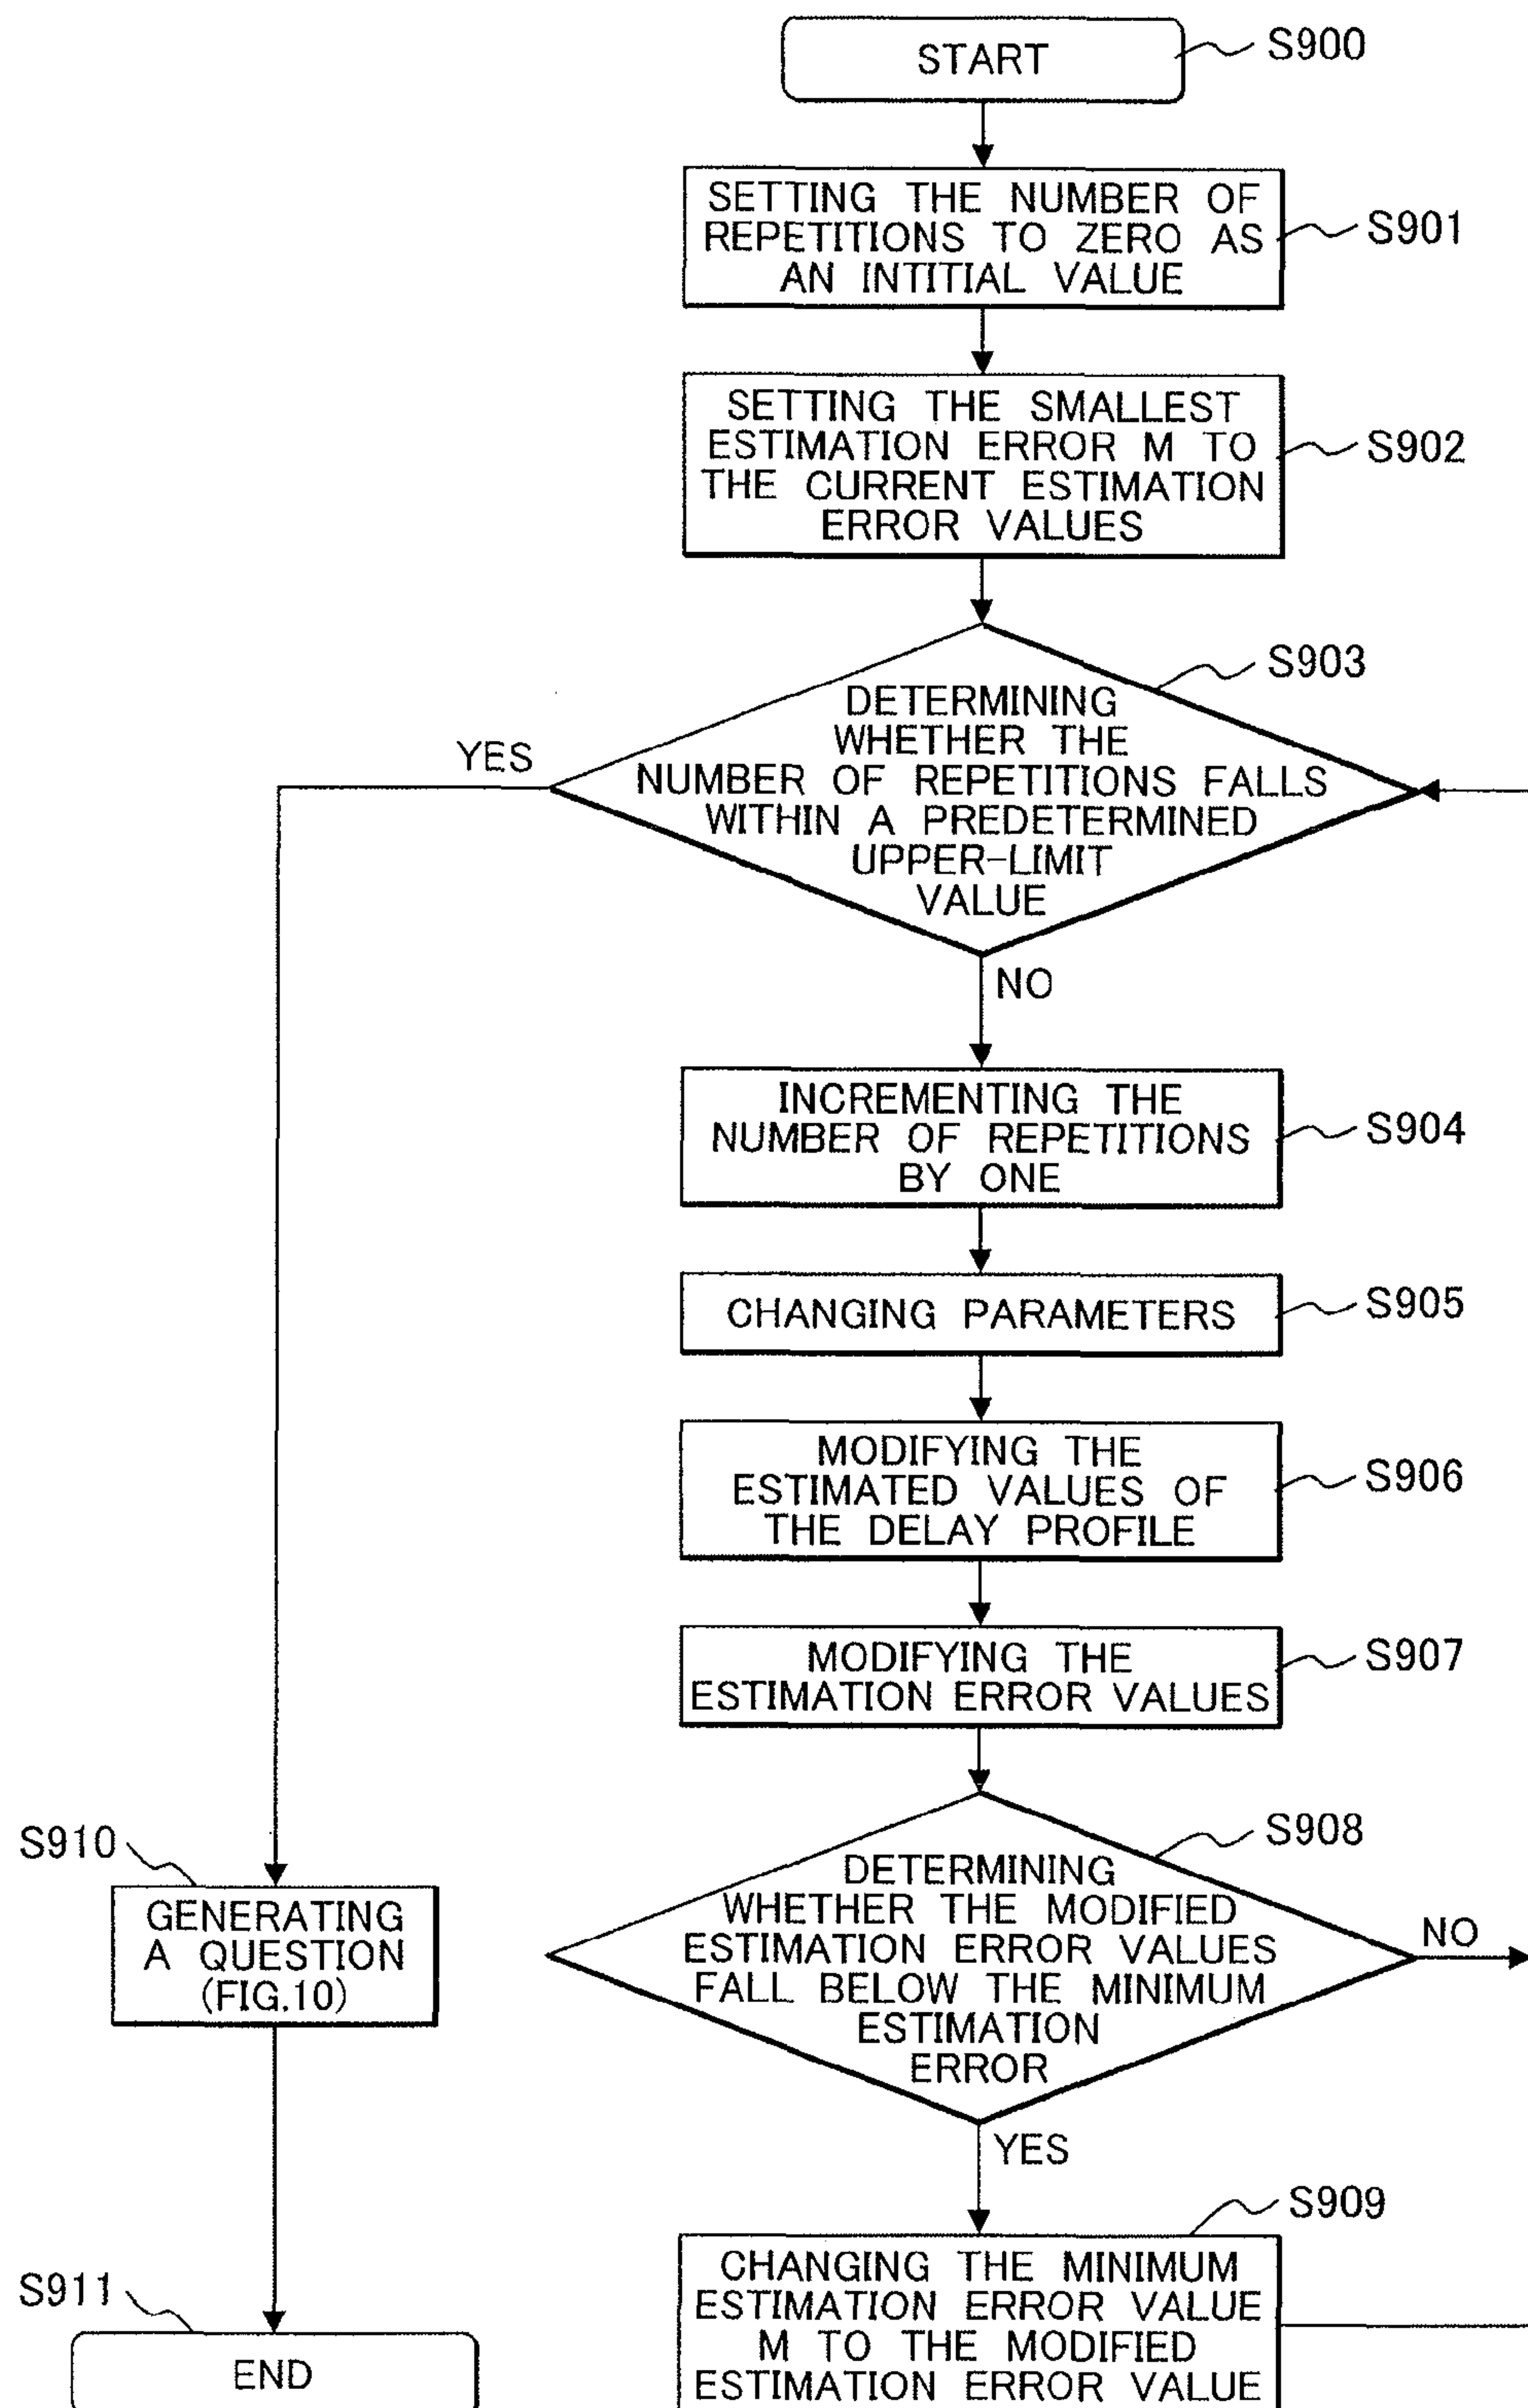 START
S900
SETTING THE NUMBER OF
REPETITIONS TO ZERO AS
AN INTITIAL VALUE
S901
SETTING THE SMALLEST
ESTIMATION ERROR M TO
THE CURRENT ESTIMATION
ERROR VALUES
S902
S903
DETERMINING
WHETHER THE
NUMBER OF REPETITIONS FALLS
WITHIN A PREDETERMINED
UPPER-LIMIT
VALUE
YES
NO
INCREMENTING THE
NUMBER OF REPETITIONS
BY ONE
S904
CHANGING PARAMETERS
S905
MODIFYING THE
ESTIMATED VALUES OF
THE DELAY PROFILE
S906
MODIFYING THE
ESTIMATION ERROR VALUES
S907
S908
DETERMINING
WHETHER THE MODIFIED
ESTIMATION ERROR VALUES
FALL BELOW THE MINIMUM
ESTIMATION
ERROR
NO
YES
S909
CHANGING THE MINIMUM
ESTIMATION ERROR VALUE
M TO THE MODIFIED
ESTIMATION ERROR VALUE
S910
GENERATING
A QUESTION
(FIG.10)
S911
END